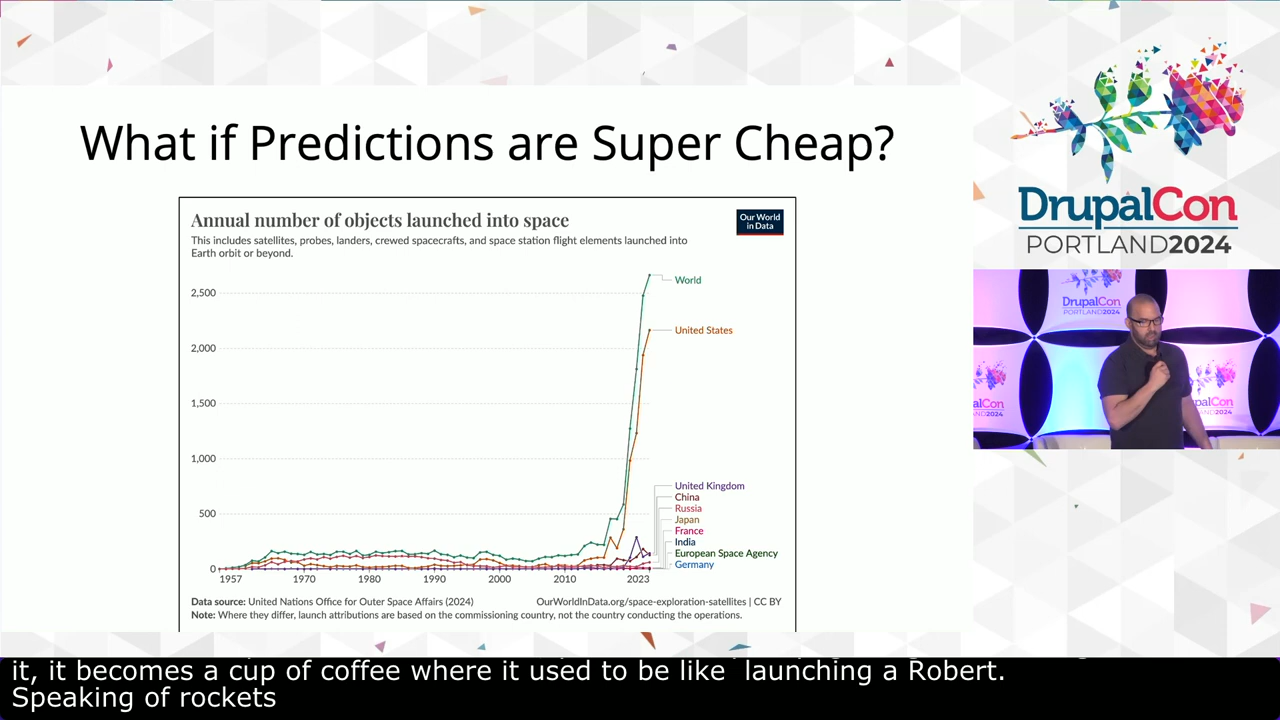 What if Predictions are Super Cheap?
Annual number of objects launched into space
Our World
in Data
This includes satellites, probes, landers, crewed spacecrafts, and space station flight elements launched into
Earth orbit or beyond.
2,500
2,000
1,500
1,000
500
0
World
United States
United Kingdom
China
Russia
Japan
France
India
European Space Agency
Germany
1957
1970
1980
1990
2000
2010
2023
Data source: United Nations Office for Outer Space Affairs (2024)
OurWorldInData.org/space-exploration-satellites | CC BY
Note: Where they differ, launch attributions are based on the commissioning country, not the country conducting the operations.
DrupalCon
PORTLAND2024
DrupalCon
PORTLAND2024
it, it becomes a cup of coffee where it used to be like  launching a Robert.
Speaking of rockets